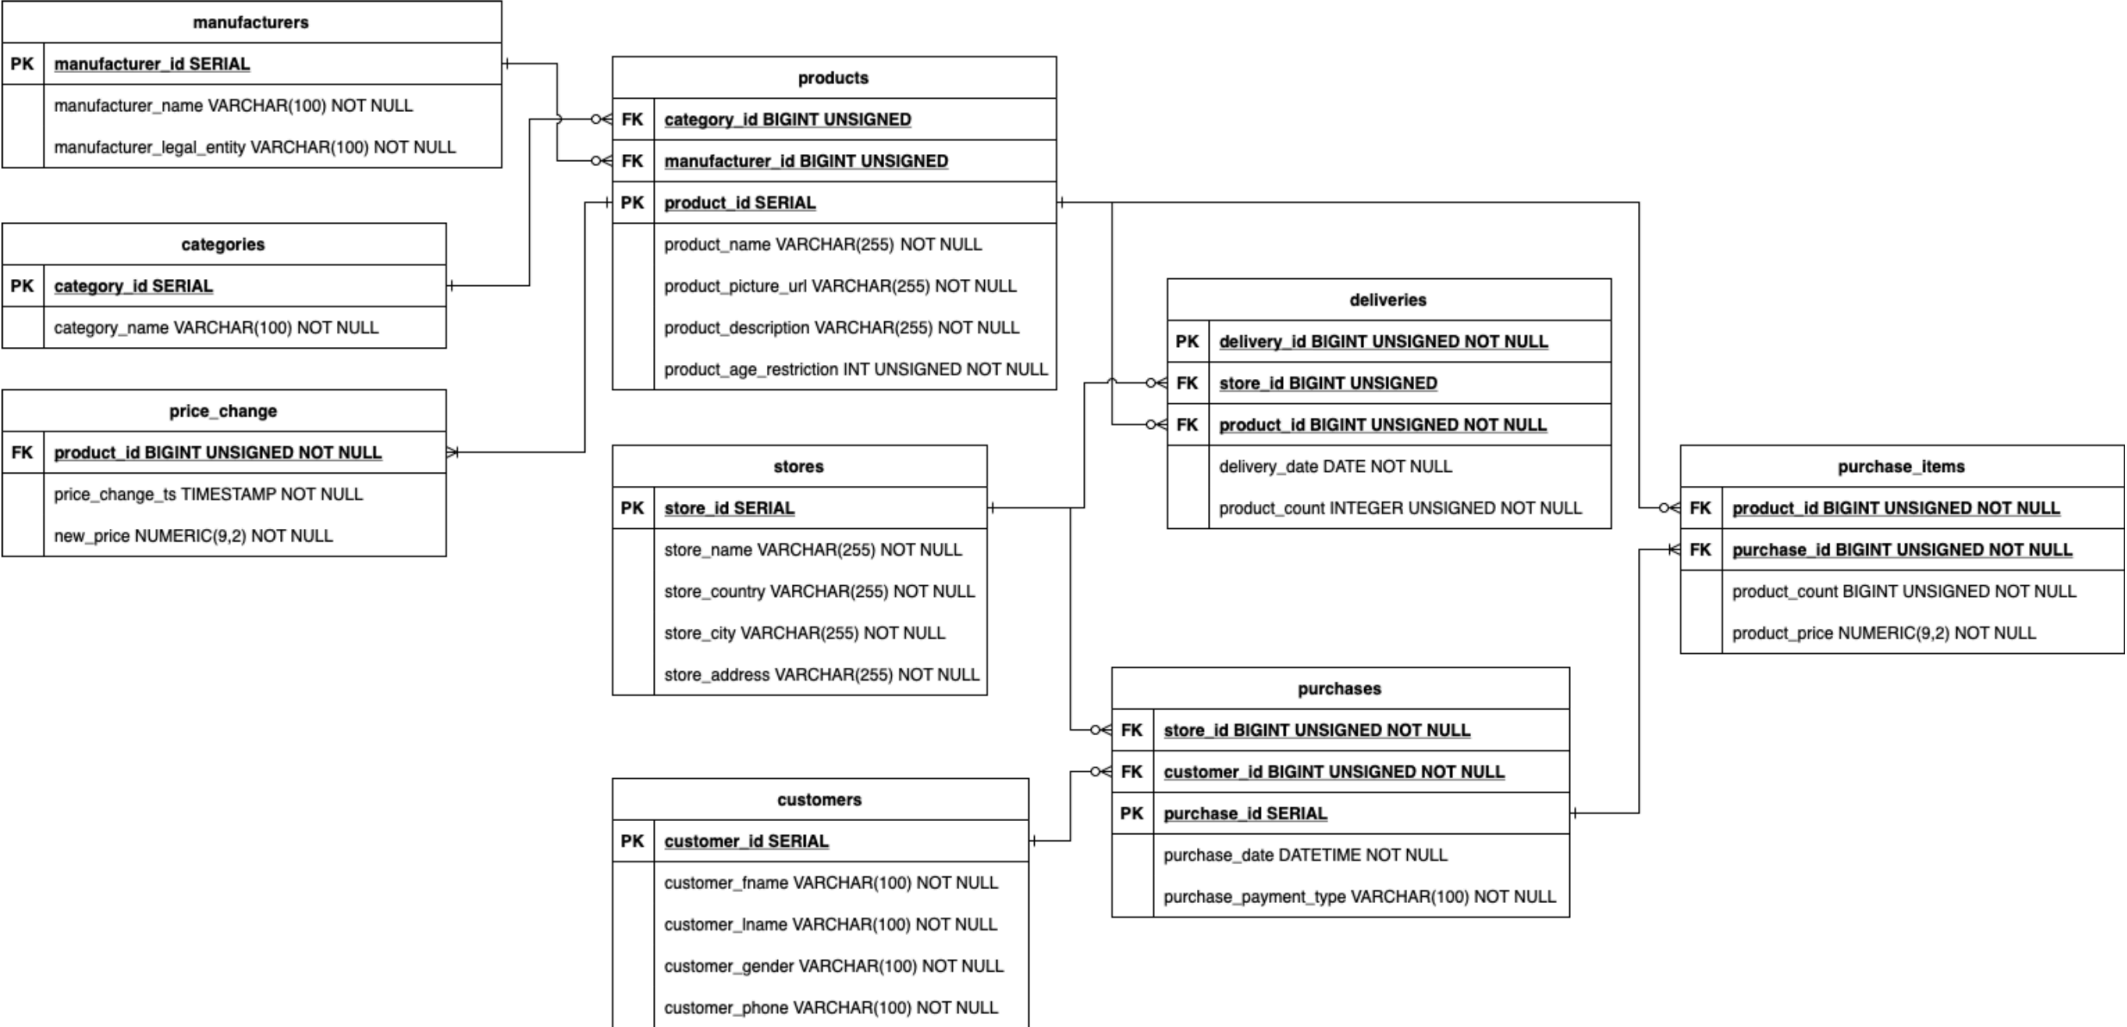 manufacturers
PK manufacturer_id SERIAL
manufacturer_name VARCHAR(100) NOT NULL
manufacturer_legal_entity VARCHAR(100) NOT NULL
categories
PK category_id SERIAL
category_name VARCHAR(100) NOT NULL
price_change
FK product_id BIGINT UNSIGNED NOT NULL
price_change_ts TIMESTAMP NOT NULL
new_price NUMERIC(9,2) NOT NULL
products
FK category_id BIGINT UNSIGNED
FK manufacturer_id BIGINT UNSIGNED
PK product_id SERIAL
product_name VARCHAR(255) NOT NULL
product_picture_url VARCHAR(255) NOT NULL
product_description VARCHAR(255) NOT NULL
product_age_restriction INT UNSIGNED NOT NULL
stores
PK store_id SERIAL
store_name VARCHAR(255) NOT NULL
store_country VARCHAR(255) NOT NULL
store_city VARCHAR(255) NOT NULL
store_address VARCHAR(255) NOT NULL
customers
PK customer_id SERIAL
customer_fname VARCHAR(100) NOT NULL
customer_lname VARCHAR(100) NOT NULL
customer_gender VARCHAR(100) NOT NULL
customer_phone VARCHAR(100) NOT NULL
deliveries
PK delivery_id BIGINT UNSIGNED NOT NULL
FK store_id BIGINT UNSIGNED
FK product_id BIGINT UNSIGNED NOT NULL
delivery_date DATE NOT NULL
product_count INTEGER UNSIGNED NOT NULL
purchases
FK store_id BIGINT UNSIGNED NOT NULL
FK customer_id BIGINT UNSIGNED NOT NULL
PK purchase_id SERIAL
purchase_date DATETIME NOT NULL
purchase_payment_type VARCHAR(100) NOT NULL
purchase_items
FK product_id BIGINT UNSIGNED NOT NULL
FK purchase_id BIGINT UNSIGNED NOT NULL
product_count BIGINT UNSIGNED NOT NULL
product_price NUMERIC(9,2) NOT NULL